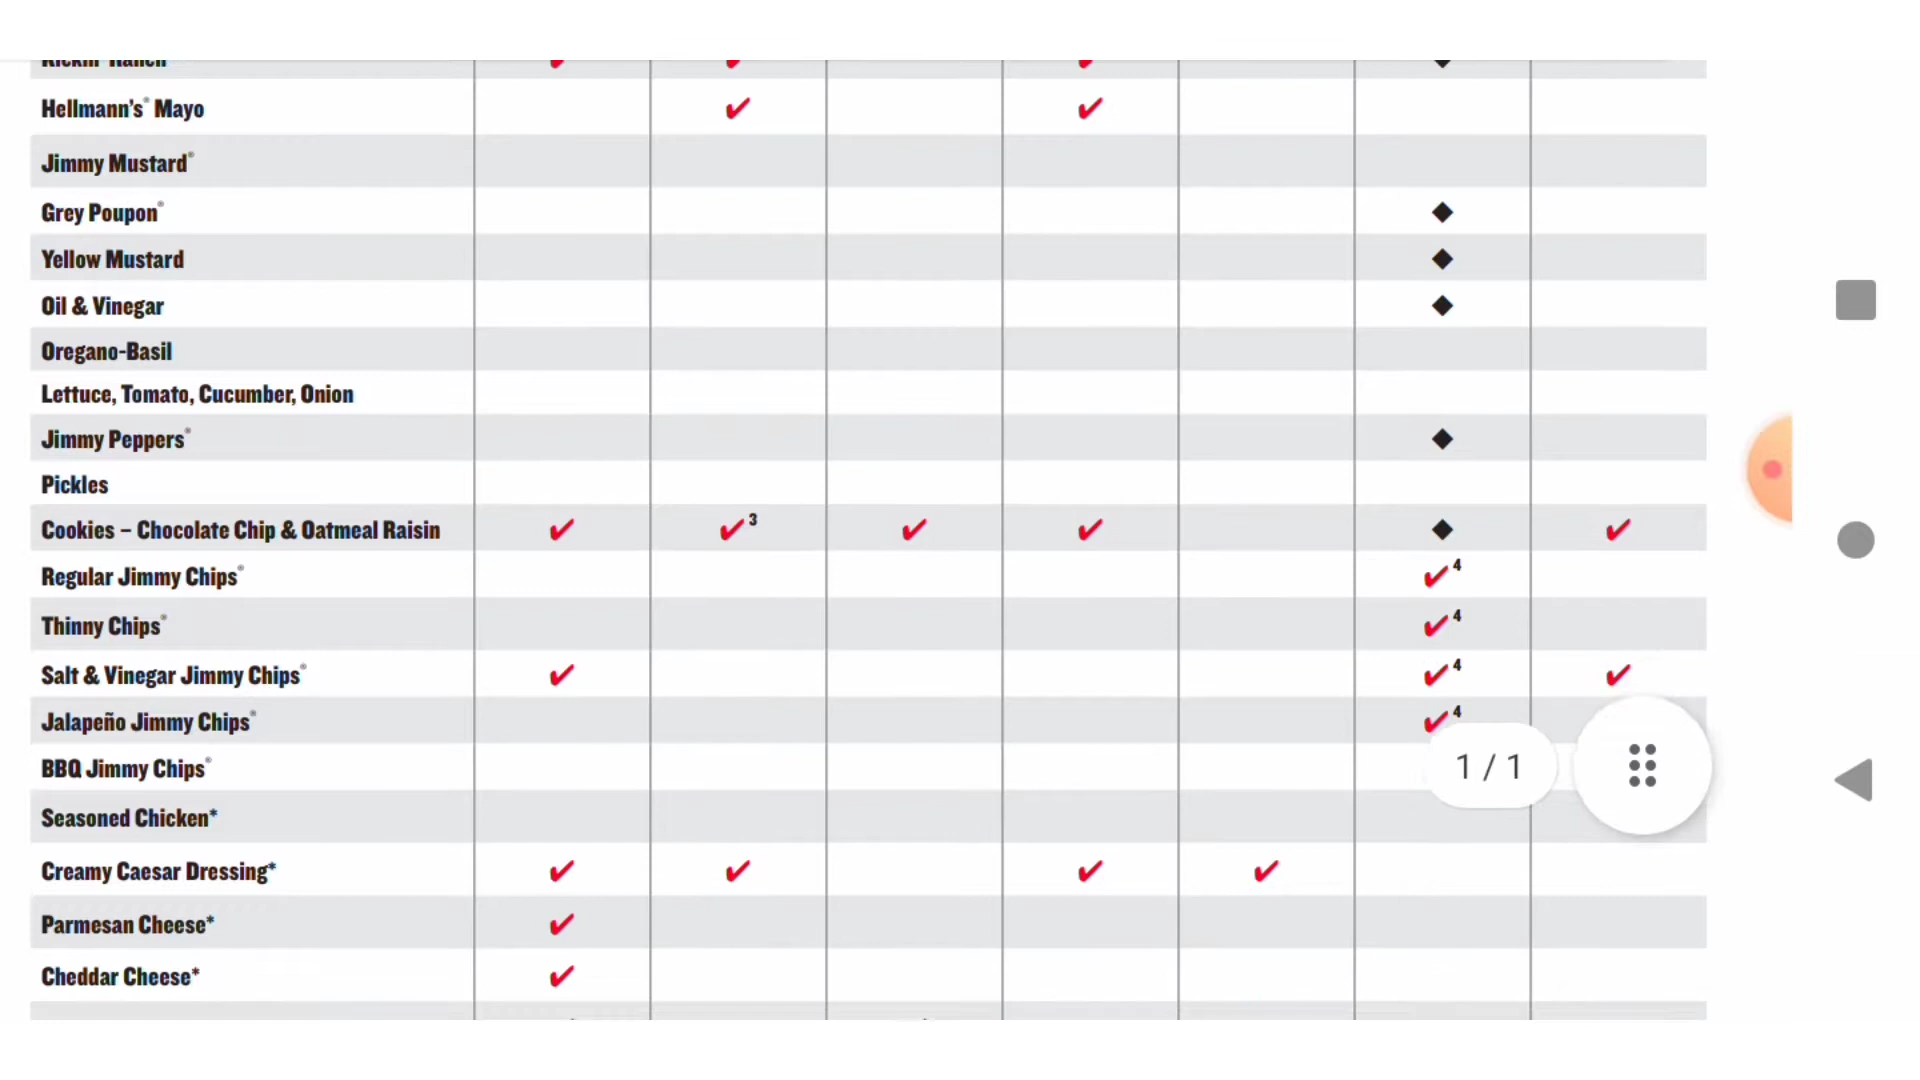 Kickin' Ranch
Hellmann's® Mayo ✔ ✔
Jimmy Mustard®
Grey Poupon® ◆
Yellow Mustard ◆
Oil & Vinegar ◆
Oregano-Basil
Lettuce, Tomato, Cucumber, Onion
Jimmy Peppers® ◆
Pickles
Cookies – Chocolate Chip & Oatmeal Raisin ✔ ✔3 ✔ ✔ ◆ ✔
Regular Jimmy Chips® ✔4
Thinny Chips® ✔4
Salt & Vinegar Jimmy Chips® ✔ ✔4 ✔
Jalapeño Jimmy Chips® ✔4
BBQ Jimmy Chips®
1 / 1
Seasoned Chicken*
Creamy Caesar Dressing* ✔ ✔ ✔ ✔
Parmesan Cheese* ✔
Cheddar Cheese* ✔